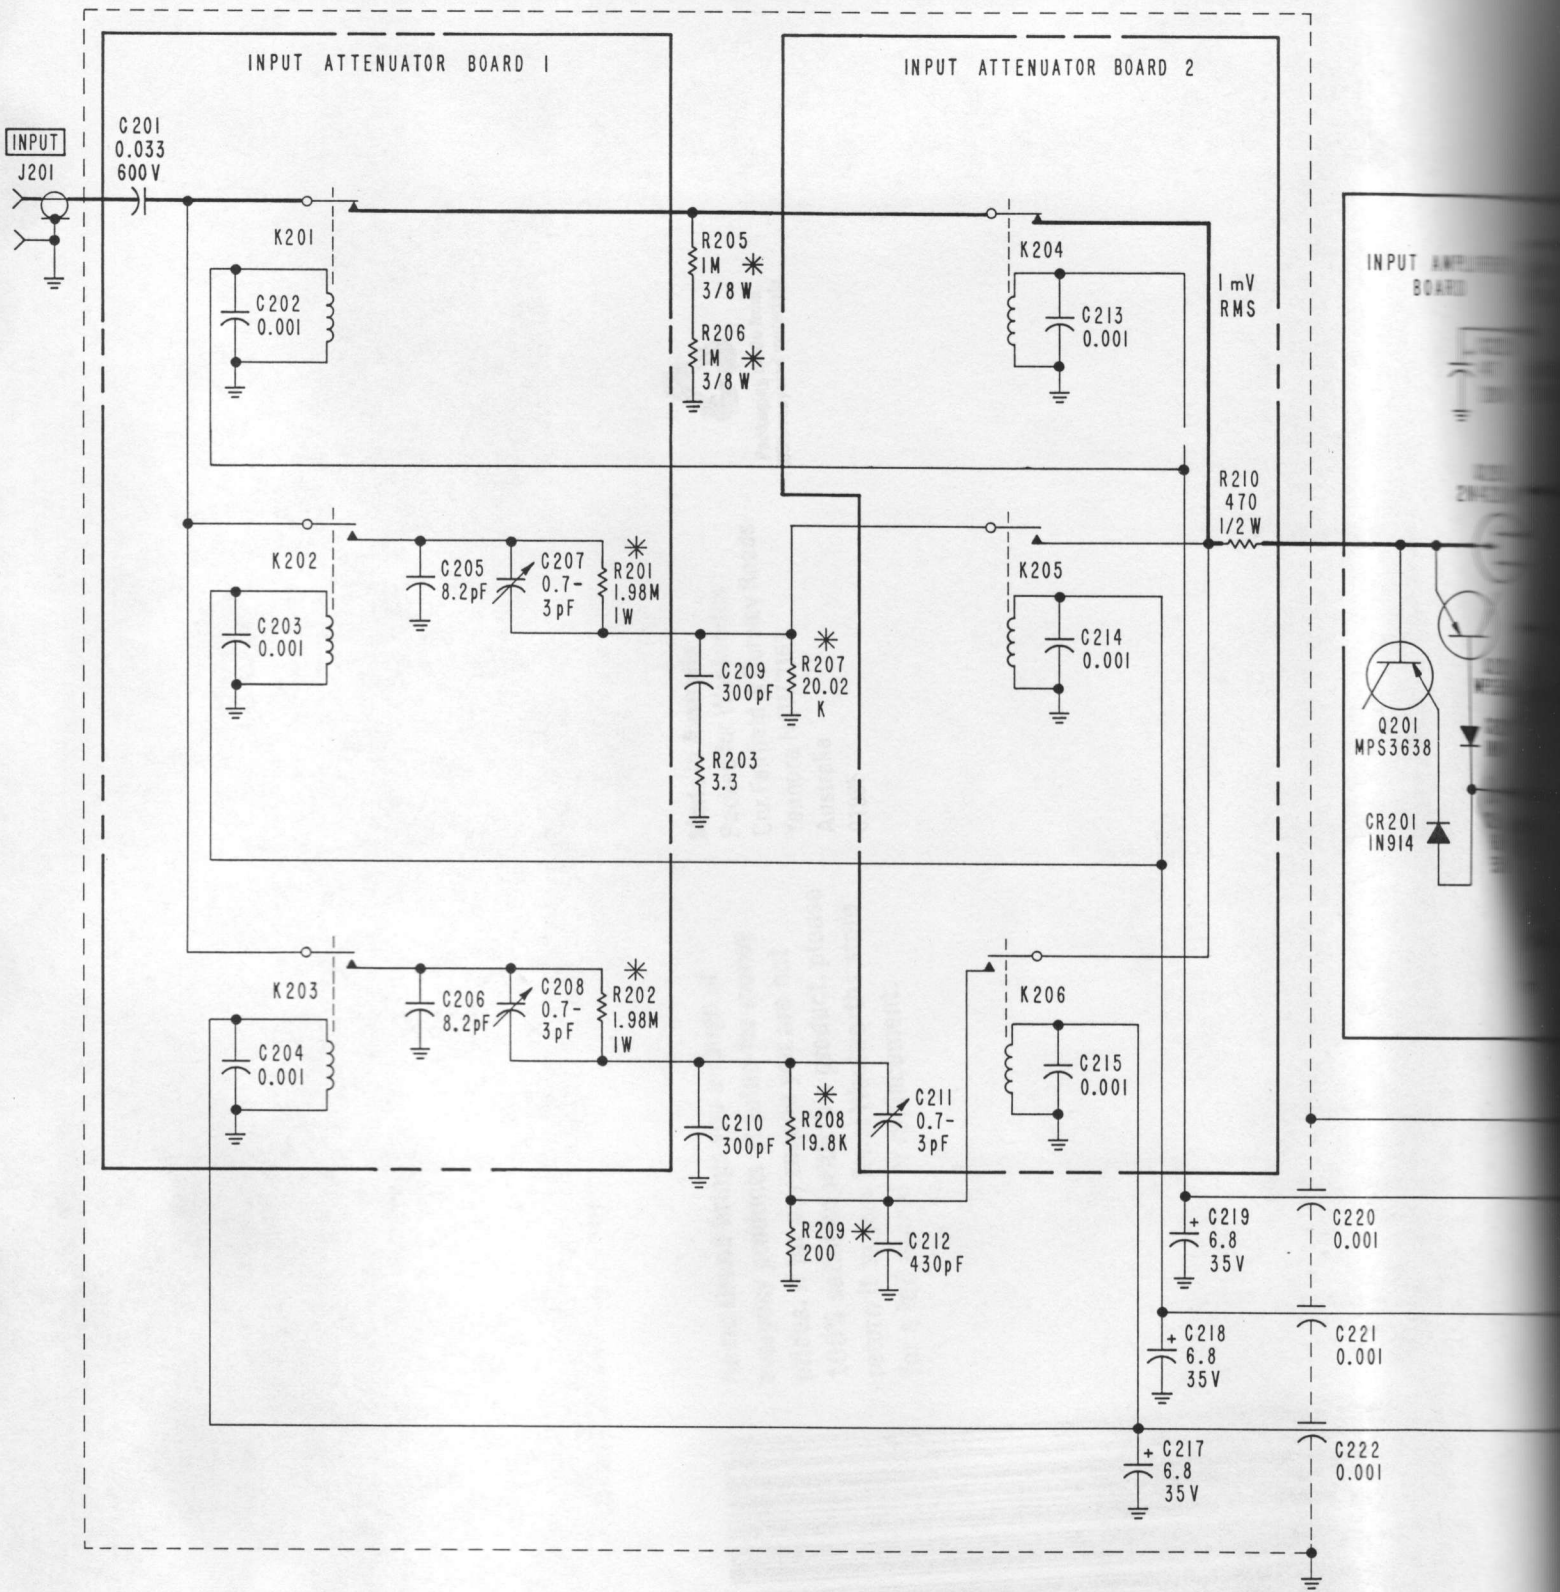 INPUT ATTENUATOR BOARD 1
INPUT ATTENUATOR BOARD 2
INPUT
J201
C201
0.033
600V
K201
C202
0.001
R205
1M
3/8W
R206
1M
3/8W
K204
C213
0.001
1mV
RMS
INPUT
BOARD
K202
C203
0.001
C205
8.2pF
C207
0.7-
3pF
R201
1.98M
1W
C209
300pF
R207
20.02
K
R203
3.3
K205
C214
0.001
R210
470
1/2W
Q201
MPS3638
CR201
1N914
K203
C204
0.001
C206
8.2pF
C208
0.7-
3pF
R202
1.98M
1W
C210
300pF
R208
19.8K
C211
0.7-
3pF
R209
200
C212
430pF
K206
C215
0.001
+
C219
6.8
35V
C220
0.001
+
C218
6.8
35V
C221
0.001
+
C217
6.8
35V
C222
0.001